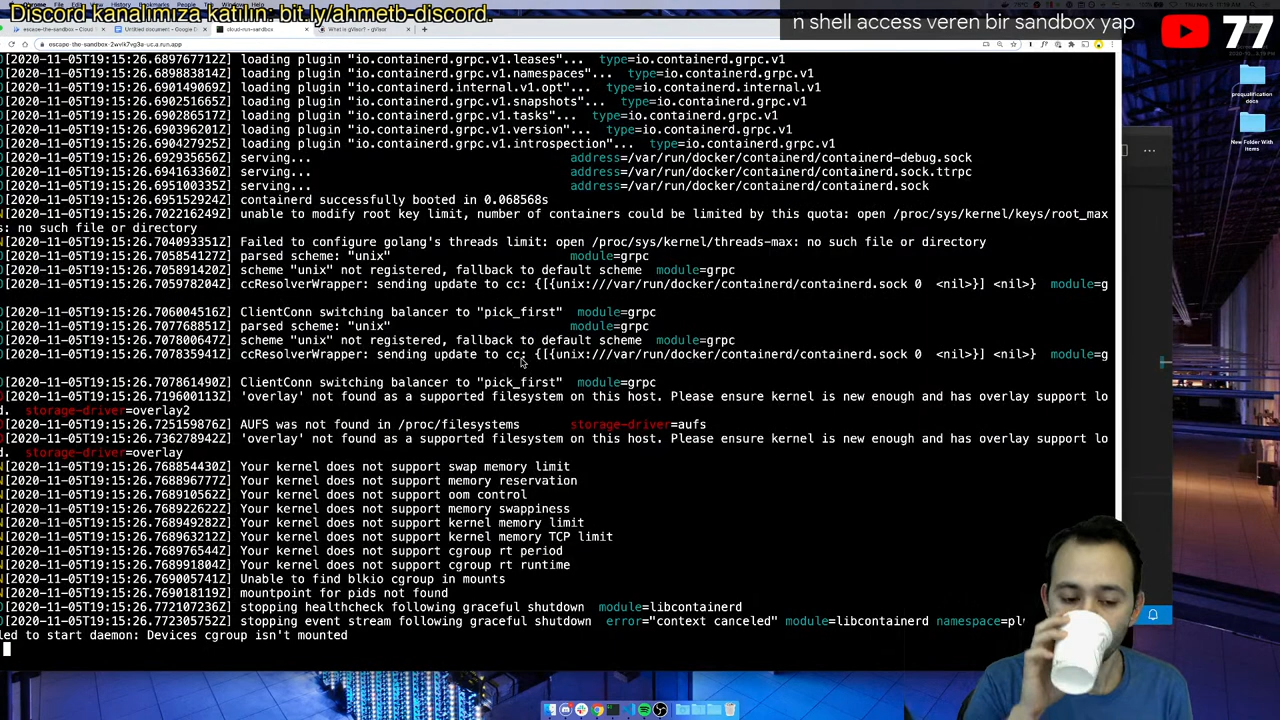 Discord kanalımıza katılın: bit.ly/ahmetb-discord.
n shell access veren bir sandbox yap
77
escape-the-sandbox - Cloud
Untitled document - Google D
cloud-run-sandbox
What is gVisor? - gVisor
escape-the-sandbox-2wvlk7vg3a-uc.a.run.app
prequalification docs
New Folder With Items
[2020-11-05T19:15:26.689767712Z] loading plugin "io.containerd.grpc.v1.leases"... type=io.containerd.grpc.v1
[2020-11-05T19:15:26.689883814Z] loading plugin "io.containerd.grpc.v1.namespaces"... type=io.containerd.grpc.v1
[2020-11-05T19:15:26.690149069Z] loading plugin "io.containerd.internal.v1.opt"... type=io.containerd.internal.v1
[2020-11-05T19:15:26.690251665Z] loading plugin "io.containerd.grpc.v1.snapshots"... type=io.containerd.grpc.v1
[2020-11-05T19:15:26.690286517Z] loading plugin "io.containerd.grpc.v1.tasks"... type=io.containerd.grpc.v1
[2020-11-05T19:15:26.690396201Z] loading plugin "io.containerd.grpc.v1.version"... type=io.containerd.grpc.v1
[2020-11-05T19:15:26.690427925Z] loading plugin "io.containerd.grpc.v1.introspection"... type=io.containerd.grpc.v1
[2020-11-05T19:15:26.692935656Z] serving... address=/var/run/docker/containerd/containerd-debug.sock
[2020-11-05T19:15:26.694163360Z] serving... address=/var/run/docker/containerd/containerd.sock.ttrpc
[2020-11-05T19:15:26.695100335Z] serving... address=/var/run/docker/containerd/containerd.sock
[2020-11-05T19:15:26.695152924Z] containerd successfully booted in 0.068568s
[2020-11-05T19:15:26.702216249Z] unable to modify root key limit, number of containers could be limited by this quota: open /proc/sys/kernel/keys/root_max
s: no such file or directory
[2020-11-05T19:15:26.704093351Z] Failed to configure golang's threads limit: open /proc/sys/kernel/threads-max: no such file or directory
[2020-11-05T19:15:26.705854127Z] parsed scheme: "unix" module=grpc
[2020-11-05T19:15:26.705891420Z] scheme "unix" not registered, fallback to default scheme module=grpc
[2020-11-05T19:15:26.705978204Z] ccResolverWrapper: sending update to cc: {[{unix:///var/run/docker/containerd/containerd.sock 0 <nil>}] <nil>} module=g
[2020-11-05T19:15:26.706004516Z] ClientConn switching balancer to "pick_first" module=grpc
[2020-11-05T19:15:26.707768851Z] parsed scheme: "unix" module=grpc
[2020-11-05T19:15:26.707800647Z] scheme "unix" not registered, fallback to default scheme module=grpc
[2020-11-05T19:15:26.707835941Z] ccResolverWrapper: sending update to cc: {[{unix:///var/run/docker/containerd/containerd.sock 0 <nil>}] <nil>} module=g
[2020-11-05T19:15:26.707861490Z] ClientConn switching balancer to "pick_first" module=grpc
[2020-11-05T19:15:26.719600113Z] 'overlay' not found as a supported filesystem on this host. Please ensure kernel is new enough and has overlay support lo
d. storage-driver=overlay2
[2020-11-05T19:15:26.725159876Z] AUFS was not found in /proc/filesystems storage-driver=aufs
[2020-11-05T19:15:26.736278942Z] 'overlay' not found as a supported filesystem on this host. Please ensure kernel is new enough and has overlay support lo
d. storage-driver=overlay
[2020-11-05T19:15:26.768854430Z] Your kernel does not support swap memory limit
[2020-11-05T19:15:26.768896777Z] Your kernel does not support memory reservation
[2020-11-05T19:15:26.768910562Z] Your kernel does not support oom control
[2020-11-05T19:15:26.768922622Z] Your kernel does not support memory swappiness
[2020-11-05T19:15:26.768949282Z] Your kernel does not support kernel memory limit
[2020-11-05T19:15:26.768963212Z] Your kernel does not support kernel memory TCP limit
[2020-11-05T19:15:26.768976544Z] Your kernel does not support cgroup rt period
[2020-11-05T19:15:26.768991804Z] Your kernel does not support cgroup rt runtime
[2020-11-05T19:15:26.769005741Z] Unable to find blkio cgroup in mounts
[2020-11-05T19:15:26.769018119Z] mountpoint for pids not found
[2020-11-05T19:15:26.772107236Z] stopping healthcheck following graceful shutdown module=libcontainerd
[2020-11-05T19:15:26.772305752Z] stopping event stream following graceful shutdown error="context canceled" module=libcontainerd namespace=pl
led to start daemon: Devices cgroup isn't mounted